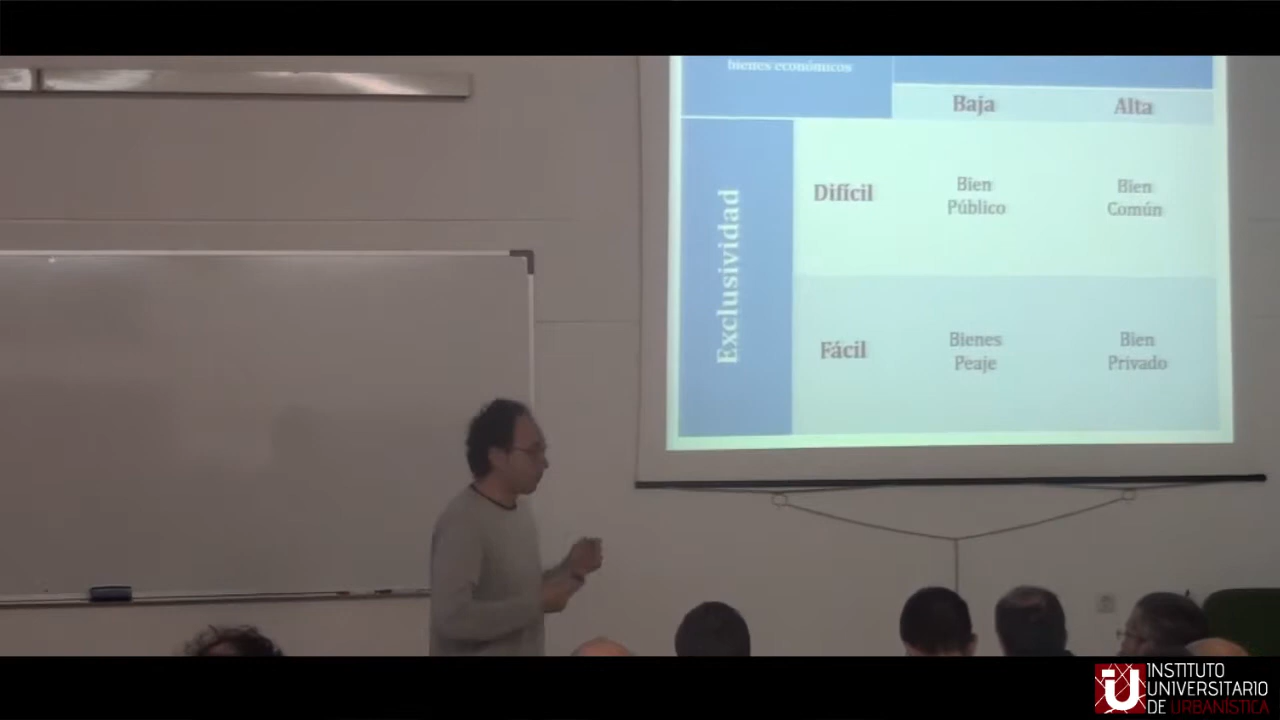 bienes económicos
Baja
Alta
Exclusividad
Difícil
Bien
Público
Bien
Común
Fácil
Bienes
Peaje
Bien
Privado
iU
INSTITUTO
UNIVERSITARIO
DE URBANÍSTICA